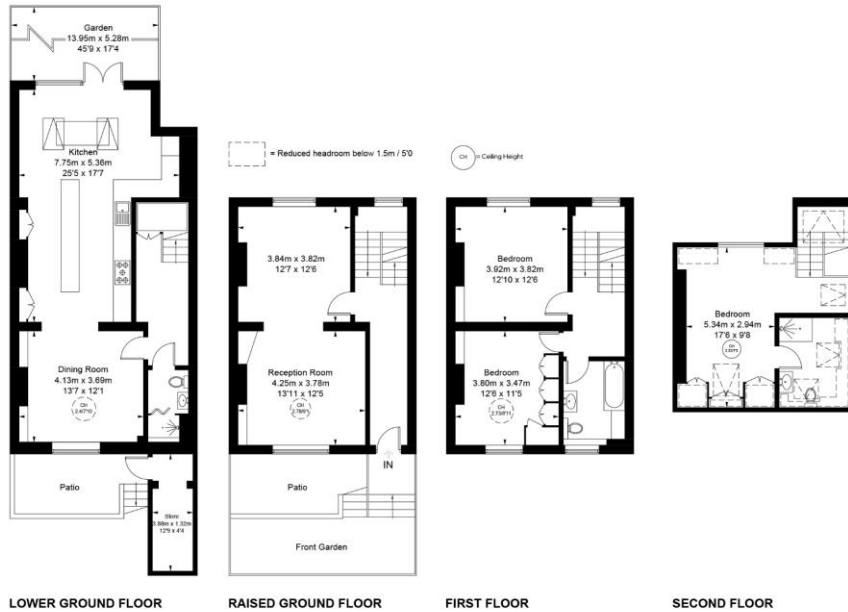 Garden
13.95m x 5.28m
45'9 x 17'4
Kitchen
7.75m x 5.36m
25'5 x 17'7
Dining Room
4.13m x 3.69m
13'7 x 12'1
CH
Patio
Store
3.88m x 1.32m
12'9 x 4'4
LOWER GROUND FLOOR
= Reduced headroom below 1.5m / 5'0
3.84m x 3.82m
12'7 x 12'6
Reception Room
4.25m x 3.78m
13'11 x 12'5
CH
IN
Patio
Front Garden
RAISED GROUND FLOOR
CH
= Ceiling Height
Bedroom
3.92m x 3.82m
12'10 x 12'6
Bedroom
3.80m x 3.47m
12'6 x 11'5
CH
FIRST FLOOR
Bedroom
5.34m x 2.94m
17'6 x 9'8
CH
SECOND FLOOR